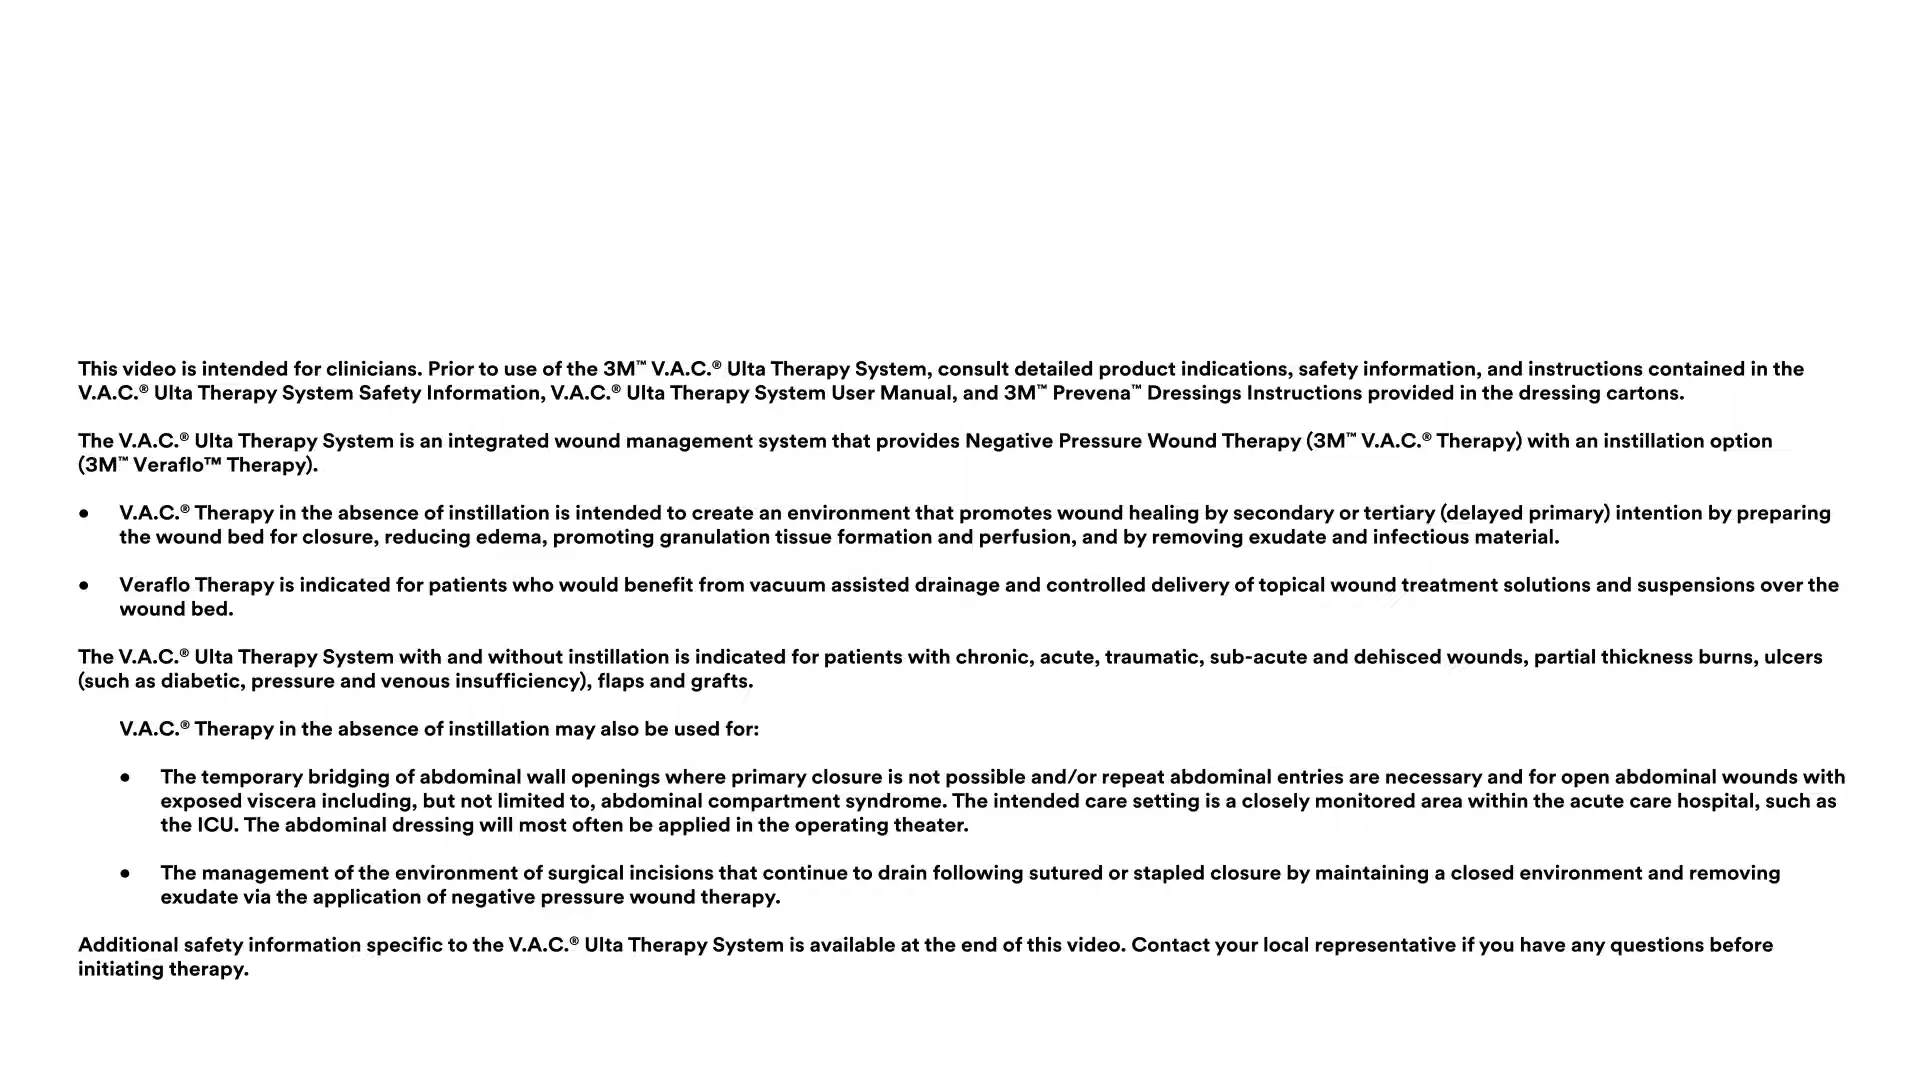 This video is intended for clinicians. Prior to use of the 3M™ V.A.C.® Ulta Therapy System, consult detailed product indications, safety information, and instructions contained in the
V.A.C.® Ulta Therapy System Safety Information, V.A.C.® Ulta Therapy System User Manual, and 3M™ Prevena™ Dressings Instructions provided in the dressing cartons.
The V.A.C.® Ulta Therapy System is an integrated wound management system that provides Negative Pressure Wound Therapy (3M™ V.A.C.® Therapy) with an instillation option
(3M™ Veraflo™ Therapy).
● V.A.C.® Therapy in the absence of instillation is intended to create an environment that promotes wound healing by secondary or tertiary (delayed primary) intention by preparing
the wound bed for closure, reducing edema, promoting granulation tissue formation and perfusion, and by removing exudate and infectious material.
● Veraflo Therapy is indicated for patients who would benefit from vacuum assisted drainage and controlled delivery of topical wound treatment solutions and suspensions over the
wound bed.
The V.A.C.® Ulta Therapy System with and without instillation is indicated for patients with chronic, acute, traumatic, sub-acute and dehisced wounds, partial thickness burns, ulcers
(such as diabetic, pressure and venous insufficiency), flaps and grafts.
V.A.C.® Therapy in the absence of instillation may also be used for:
● The temporary bridging of abdominal wall openings where primary closure is not possible and/or repeat abdominal entries are necessary and for open abdominal wounds with
exposed viscera including, but not limited to, abdominal compartment syndrome. The intended care setting is a closely monitored area within the acute care hospital, such as
the ICU. The abdominal dressing will most often be applied in the operating theater.
● The management of the environment of surgical incisions that continue to drain following sutured or stapled closure by maintaining a closed environment and removing
exudate via the application of negative pressure wound therapy.
Additional safety information specific to the V.A.C.® Ulta Therapy System is available at the end of this video. Contact your local representative if you have any questions before
initiating therapy.